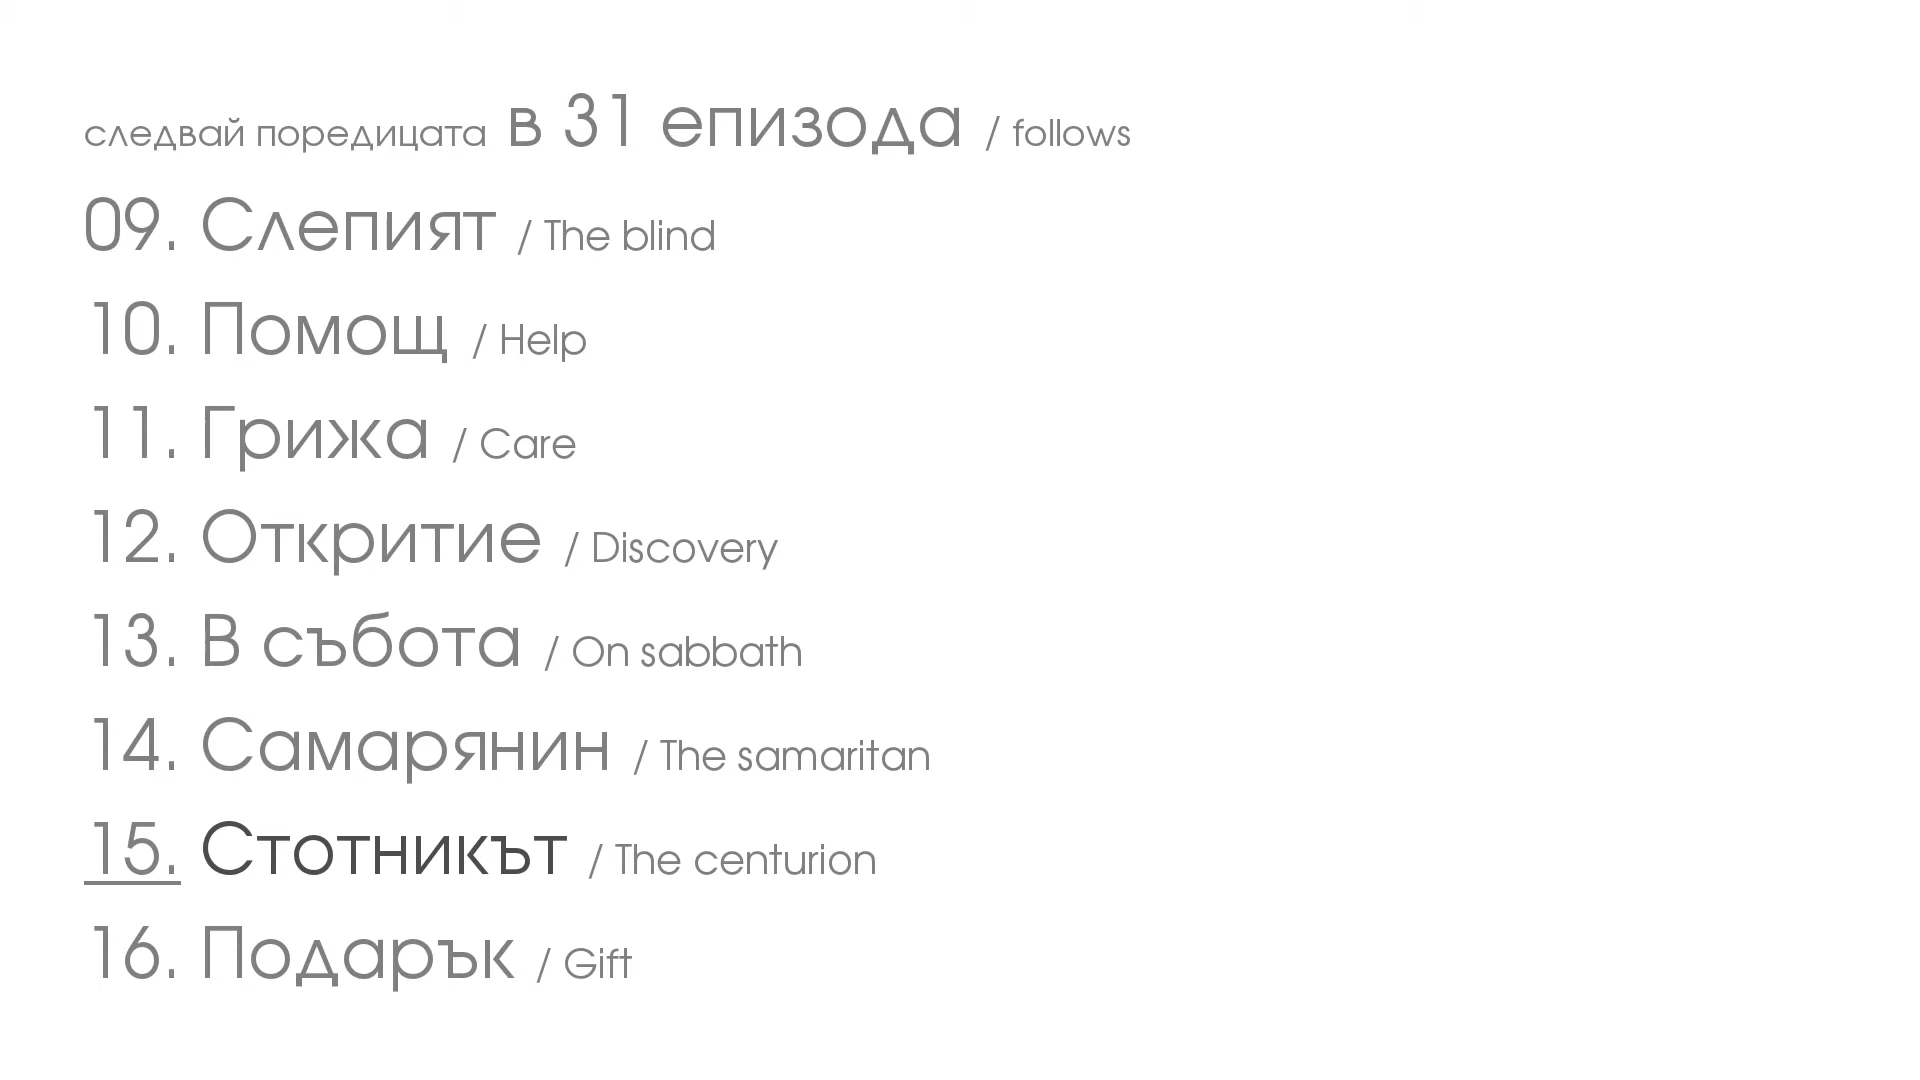 следвай поредицата в 31 епизода / follows
09. Слепият / The blind
10. Помощ / Help
11. Грижа / Care
12. Откритие / Discovery
13. В събота / On sabbath
14. Самарянин / The samaritan
15. Стотникът / The centurion
16. Подарък / Gift